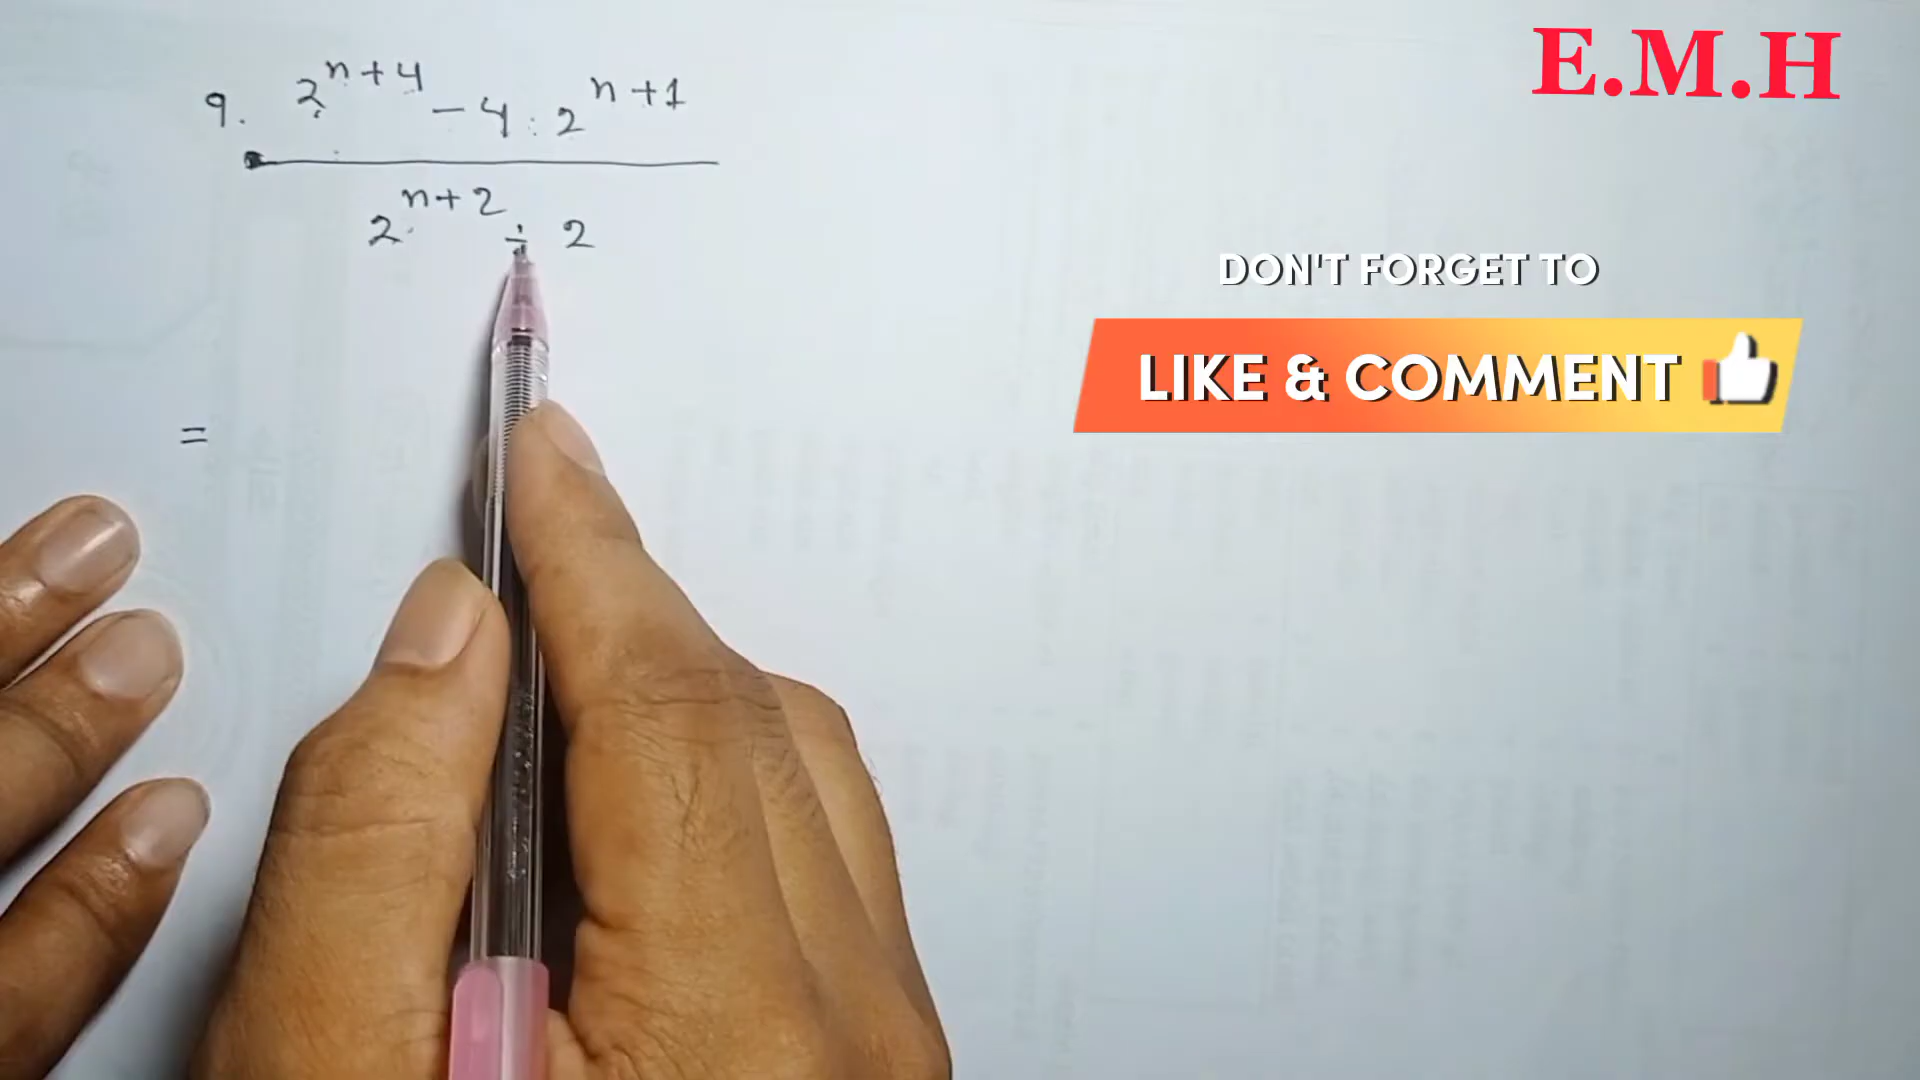 E.M.H
9. 2^{n+4} - 4 . 2^{n+1}
2^{n+2} ÷ 2
=
DON'T FORGET TO
LIKE & COMMENT